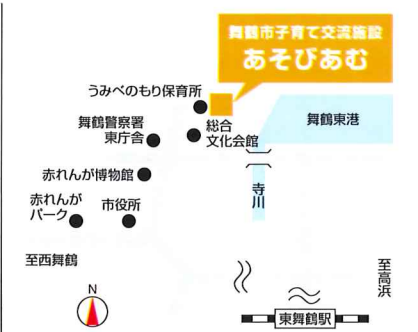 舞鶴市子育て交流施設
あそびあむ
うみべのもり保育所
舞鶴警察署
東庁舎
総合
文化会館
舞鶴東港
赤れんが博物館
寺川
赤れんが
パーク
市役所
至西舞鶴
至高浜
N
東舞鶴駅